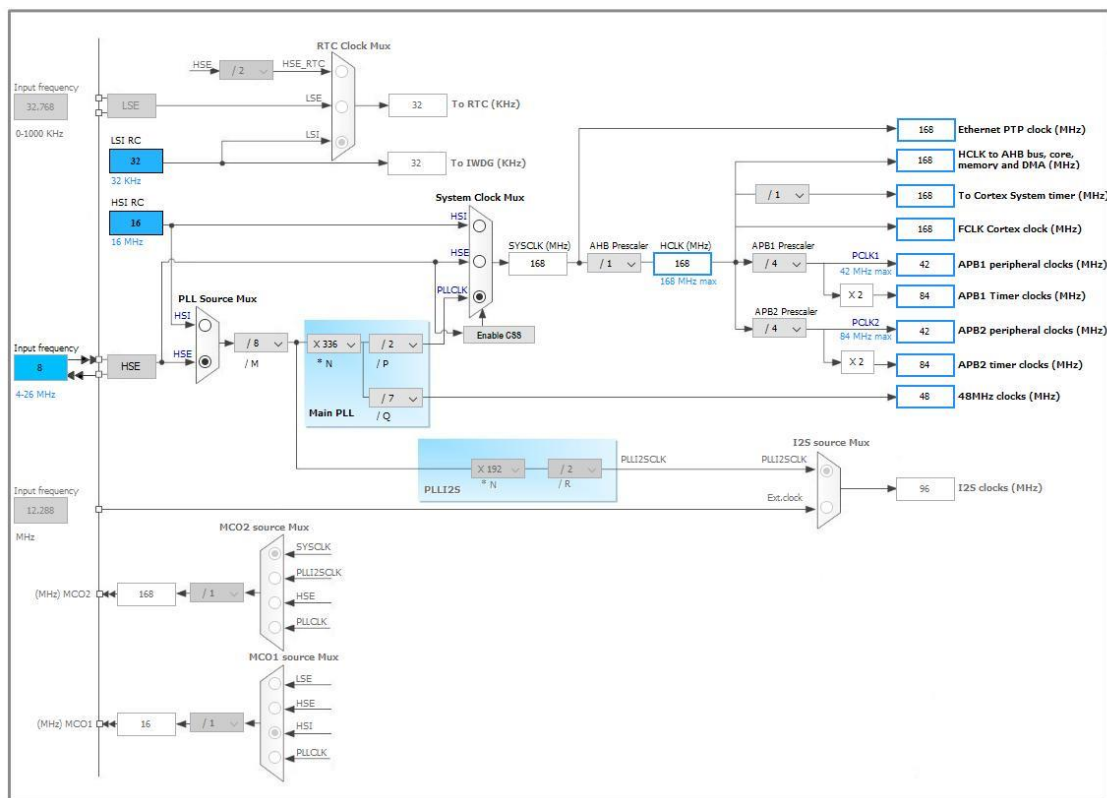 RTC Clock Mux
HSE
/ 2
HSE_RTC
Input frequency
32.768
0-1000 KHz
LSE
LSE
32
To RTC (KHz)
LSI RC
32
32 KHz
LSI
32
To IWDG (KHz)
HSI RC
16
16 MHz
System Clock Mux
HSI
HSE
PLLCLK
Enable CSS
SYSCLK (MHz)
168
AHB Prescaler
/ 1
HCLK (MHz)
168
168 MHz max
168
Ethernet PTP clock (MHz)
168
HCLK to AHB bus, core,
memory and DMA (MHz)
/ 1
168
To Cortex System timer (MHz)
168
FCLK Cortex clock (MHz)
APB1 Prescaler
/ 4
PCLK1
42 MHz max
42
APB1 peripheral clocks (MHz)
X 2
84
APB1 Timer clocks (MHz)
APB2 Prescaler
/ 4
PCLK2
84 MHz max
42
APB2 peripheral clocks (MHz)
X 2
84
APB2 timer clocks (MHz)
48
48MHz clocks (MHz)
PLL Source Mux
HSI
HSE
Input frequency
8
4-26 MHz
HSE
/ 8
/ M
X 336
* N
/ 2
/ P
/ 7
/ Q
Main PLL
X 192
* N
/ 2
/ R
PLLI2S
PLLI2SCLK
I2S source Mux
PLLI2SCLK
Ext.clock
96
I2S clocks (MHz)
Input frequency
12.288
MHz
MCO2 source Mux
SYSCLK
PLLI2SCLK
HSE
PLLCLK
(MHz) MCO2
168
/ 1
MCO1 source Mux
LSE
HSE
HSI
PLLCLK
(MHz) MCO1
16
/ 1